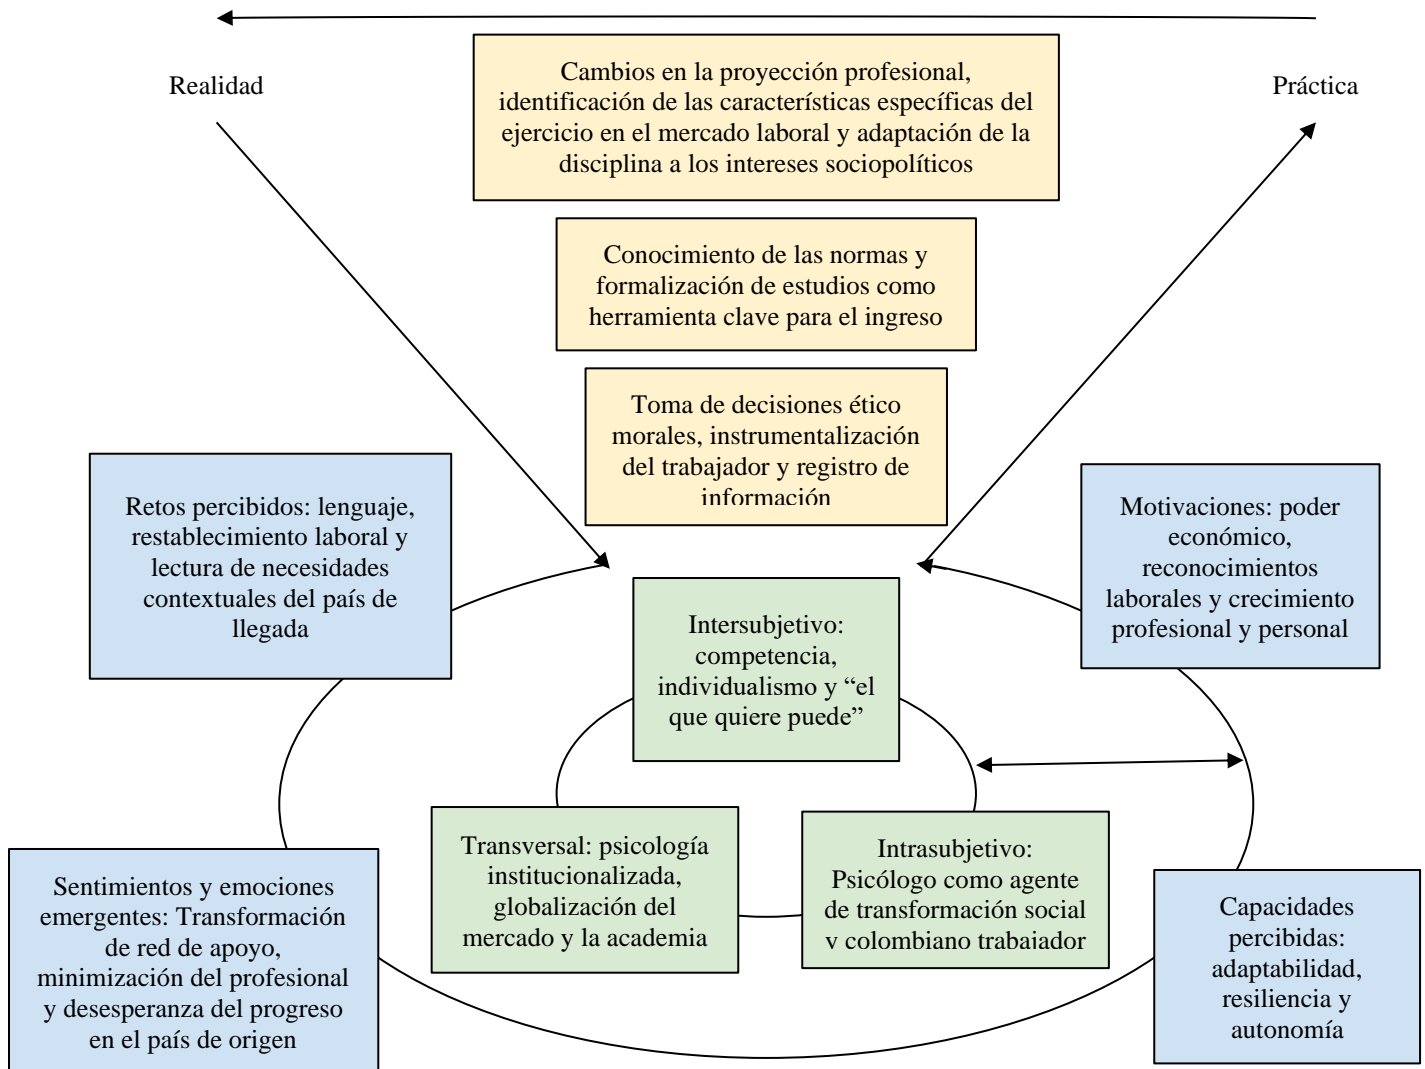 Realidad
Práctica
Cambios en la proyección profesional,
identificación de las características específicas del
ejercicio en el mercado laboral y adaptación de la
disciplina a los intereses sociopolíticos
Conocimiento de las normas y
formalización de estudios como
herramienta clave para el ingreso
Toma de decisiones ético
morales, instrumentalización
del trabajador y registro de
información
Retos percibidos: lenguaje,
restablecimiento laboral y
lectura de necesidades
contextuales del país de
llegada
Motivaciones: poder
económico,
reconocimientos
laborales y crecimiento
profesional y personal
Intersubjetivo:
competencia,
individualismo y “el
que quiere puede”
Transversal: psicología
institucionalizada,
globalización del
mercado y la academia
Intrasubjetivo:
Psicólogo como agente
de transformación social
y colombiano trabajador
Sentimientos y emociones
emergentes: Transformación
de red de apoyo,
minimización del profesional
y desesperanza del progreso
en el país de origen
Capacidades
percibidas:
adaptabilidad,
resiliencia y
autonomía